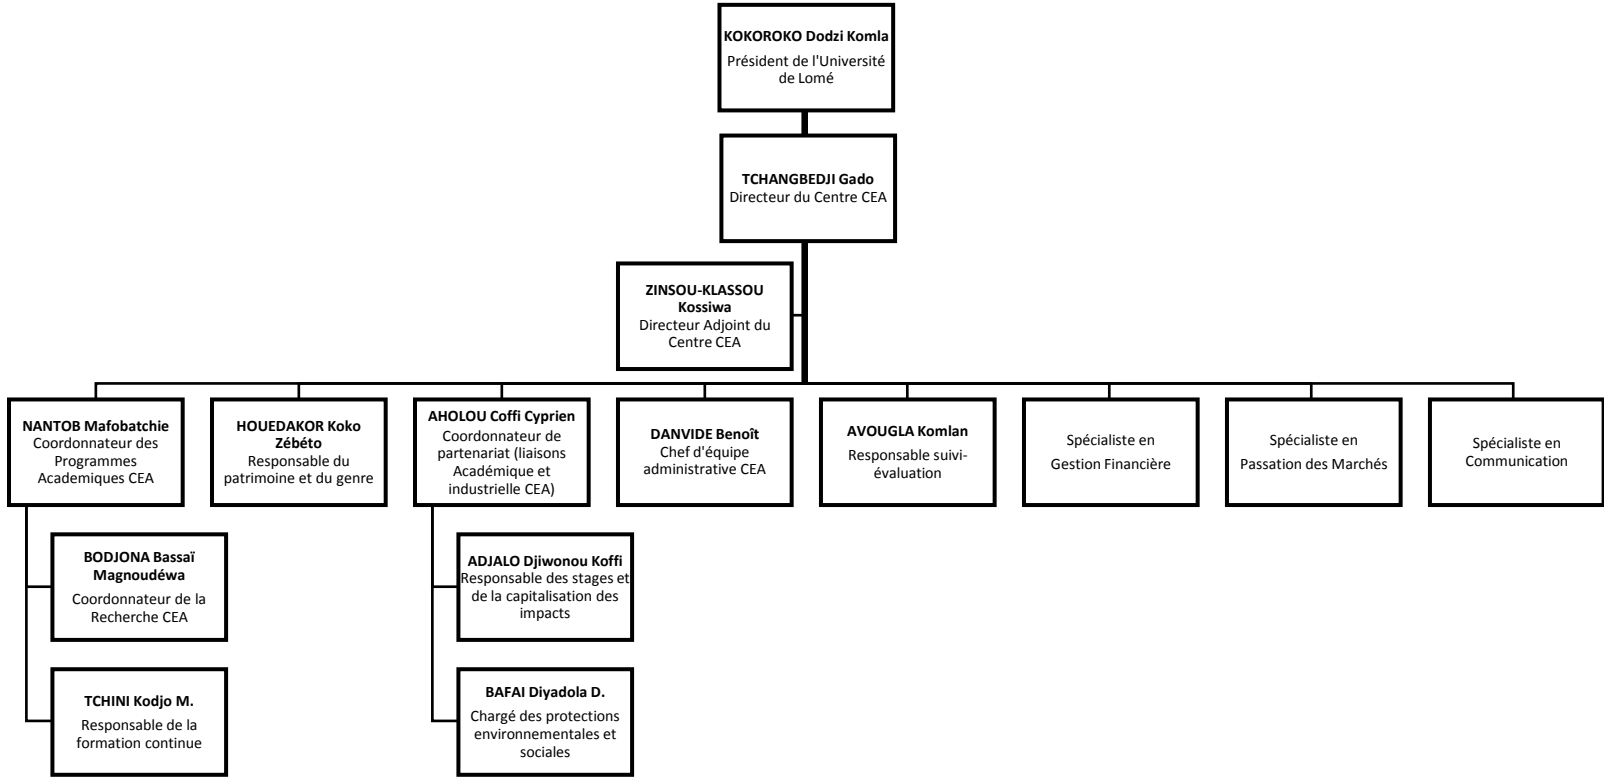 KOKOROKO Dodzi Komla
Président de l'Université
de Lomé
TCHANGBEDJI Gado
Directeur du Centre CEA
ZINSOU-KLASSOU
Kossiwa
Directeur Adjoint du
Centre CEA
NANTOB Mafobatchie
Coordonnateur des
Programmes
Academiques CEA
HOUEDAKOR Koko
Zébéto
Responsable du
patrimoine et du genre
AHOLOU Coffi Cyprien
Coordonnateur de
partenariat (liaisons
Académique et
industrielle CEA)
DANVIDE Benoît
Chef d'équipe
administrative CEA
AVOUGLA Komlan
Responsable suivi-
évaluation
Spécialiste en
Gestion Financière
Spécialiste en
Passation des Marchés
Spécialiste en
Communication
BODJONA Bassaï
Magnoudéwa
Coordonnateur de la
Recherche CEA
ADJALO Djiwonou Koffi
Responsable des stages et
de la capitalisation des
impacts
TCHINI Kodjo M.
Responsable de la
formation continue
BAFAI Diyadola D.
Chargé des protections
environnementales et
sociales